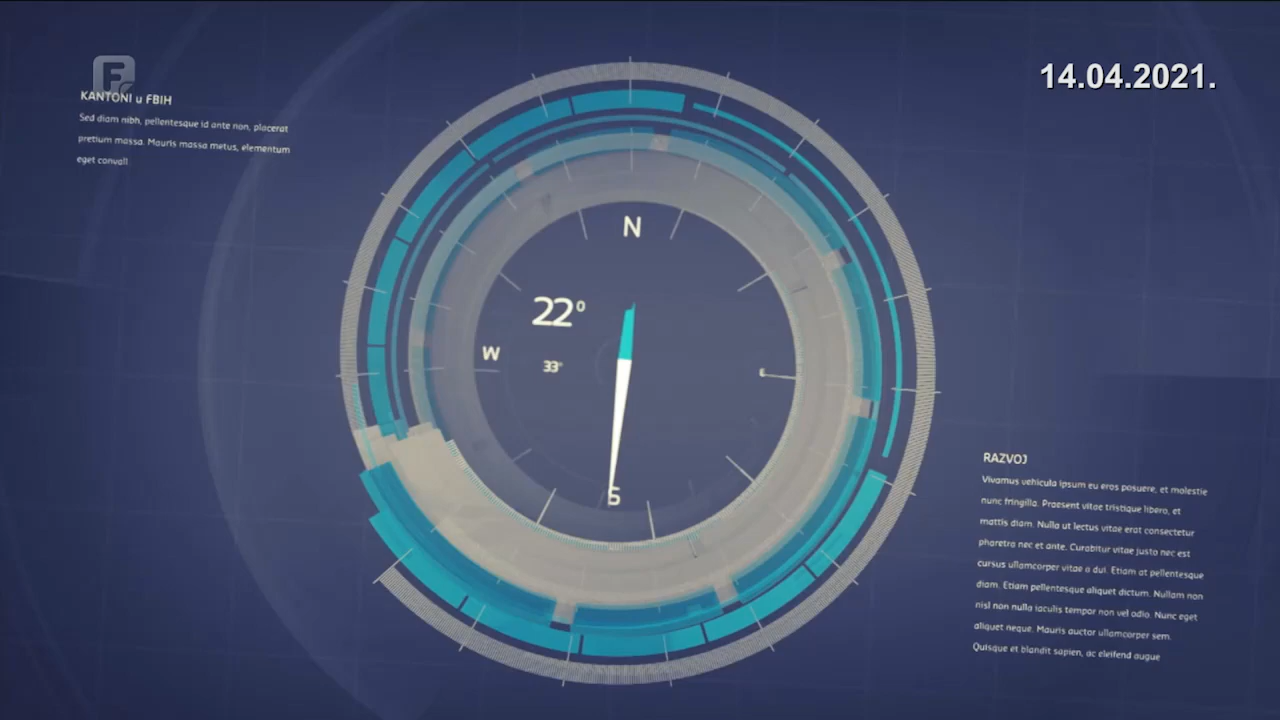 F
14.04.2021.
KANTONI u FBIH
Sed diam nibh, pellentesque id ante non, placerat
pretium massa. Mauris massa metus, elementum
eget convall
N
22°
W
33°
E
S
RAZVOJ
Vivamus vehicula ipsum eu eros posuere, et molestie
nunc fringilla. Praesent vitae tristique libero, et
mattis diam. Nulla ut lectus vitae erat consectetur
pharetra nec et ante. Curabitur vitae justo nec est
cursus ullamcorper vitae a dui. Etiam at pellentesque
diam. Etiam pellentesque aliquet dictum. Nullam non
nisl non nulla iaculis tempor non vel odio. Nunc eget
aliquet neque. Mauris auctor ullamcorper sem.
Quisque et blandit sapien, ac eleifend augue